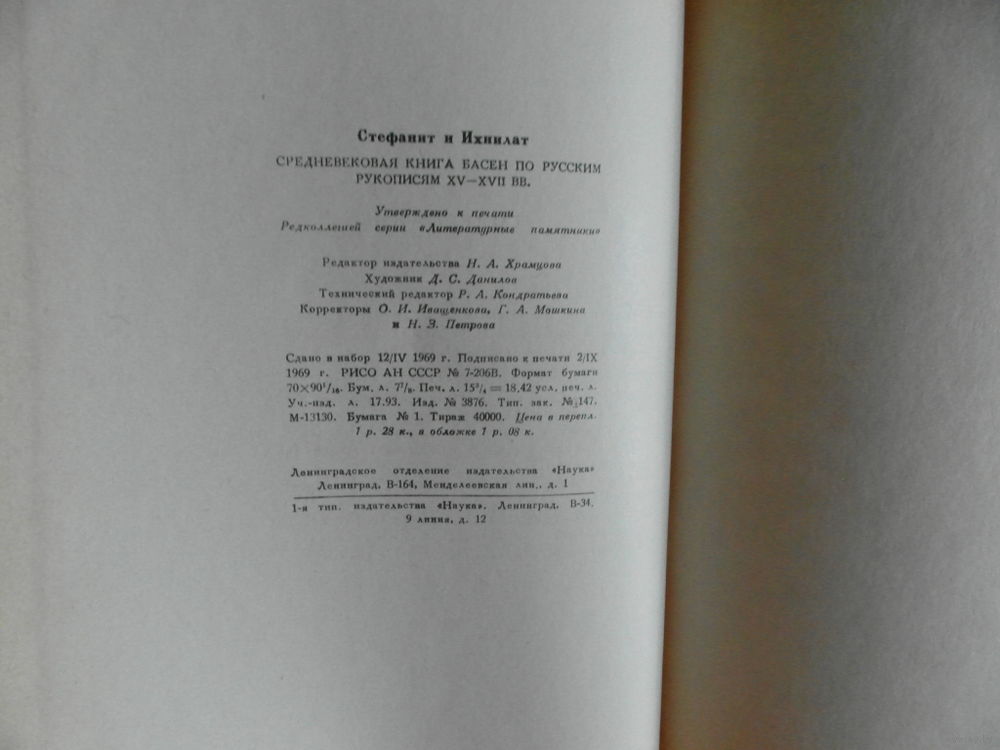 Стефанит и Ихнилат
СРЕДНЕВЕКОВАЯ КНИГА БАСЕН ПО РУССКИМ
РУКОПИСЯМ XV—XVII ВВ.
Утверждено к печати
Редколлегией серии «Литературные памятники»
Редактор издательства Н. А. Храмцова
Художник Д. С. Данилов
Технический редактор Р. А. Кондратьева
Корректоры О. И. Иващенкова, Г. А. Мошкина
и Н. З. Петрова
Сдано в набор 12/IV 1969 г. Подписано к печати 2/IX
1969 г. РИСО АН СССР № 7-206В. Формат бумаги
70×90¹/₁₆. Бум. л. 7⁷/₈. Печ. л. 15³/₄ = 18,42 усл. печ. л.
Уч.-изд. л. 17.93. Изд. № 3876. Тип. зак. № 147.
М-13130. Бумага № 1. Тираж 40000. Цена в перепл.
1 р. 28 к., в обложке 1 р. 08 к.
Ленинградское отделение издательства «Наука»
Ленинград, В-164, Менделеевская лин., д. 1
1-я тип. издательства «Наука». Ленинград, В-34,
9 линия, д. 12